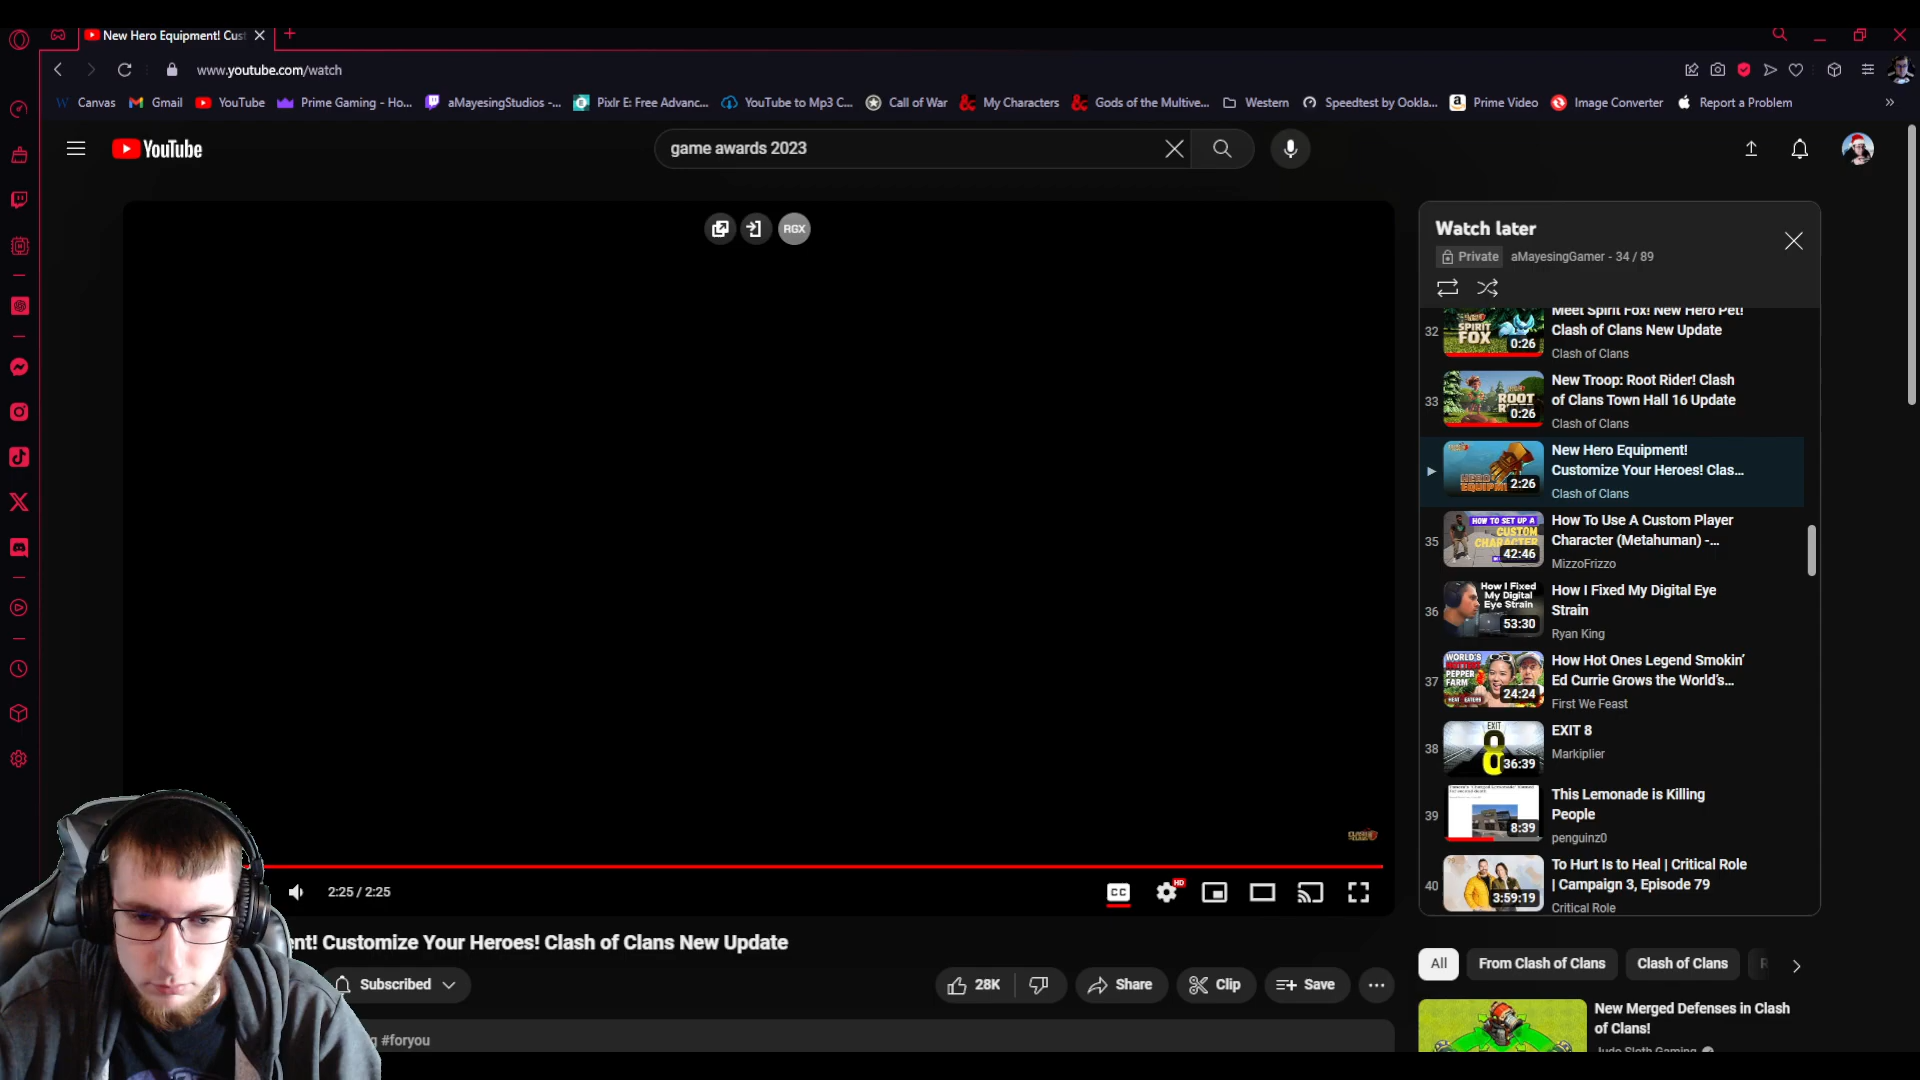 New Hero Equipment! Cust
www.youtube.com/watch
Canvas
Gmail
YouTube
Prime Gaming - Ho...
aMayesingStudios -...
Pixlr E: Free Advanc...
YouTube to Mp3 C...
Call of War
My Characters
Gods of the Multive...
Western
Speedtest by Ookla...
Prime Video
Image Converter
Report a Problem
YouTube
game awards 2023
RGX
Watch later
Private
aMayesingGamer - 34 / 89
32
SPIRIT FOX
0:26
Meet Spirit Fox! New Hero Pet!
Clash of Clans New Update
Clash of Clans
33
ROOT
0:26
New Troop: Root Rider! Clash
of Clans Town Hall 16 Update
Clash of Clans
HERO
2:26
New Hero Equipment!
Customize Your Heroes! Clas...
Clash of Clans
35
HOW TO SET UP A
CUSTOM
42:46
How To Use A Custom Player
Character (Metahuman) -...
MizzoFrizzo
36
How I Fixed
My Digital
Eye Strain
53:30
How I Fixed My Digital Eye
Strain
Ryan King
37
WORLD'S
PEPPER
FARM
24:24
How Hot Ones Legend Smokin'
Ed Currie Grows the World's...
First We Feast
38
EXIT
8
36:39
EXIT 8
Markiplier
39
8:39
This Lemonade is Killing
People
penguinz0
40
3:59:19
To Hurt Is to Heal | Critical Role
| Campaign 3, Episode 79
Critical Role
2:25 / 2:25
CC
HD
nt! Customize Your Heroes! Clash of Clans New Update
Subscribed
28K
Share
Clip
Save
#foryou
All
From Clash of Clans
Clash of Clans
New Merged Defenses in Clash
of Clans!
Judo Sloth Gaming